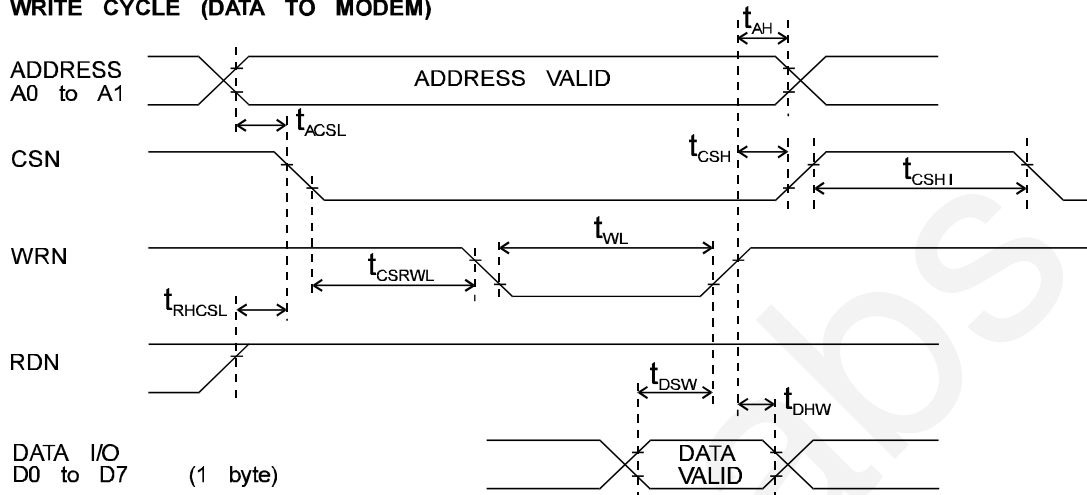 WRITE CYCLE (DATA TO MODEM)
tAH
ADDRESS
A0 to A1
ADDRESS VALID
tACSL
CSN
tCSH
tCSHI
WRN
tWL
tCSRWL
tRHCSL
RDN
tDSW
tDHW
DATA I/O
D0 to D7 (1 byte)
DATA
VALID
abs